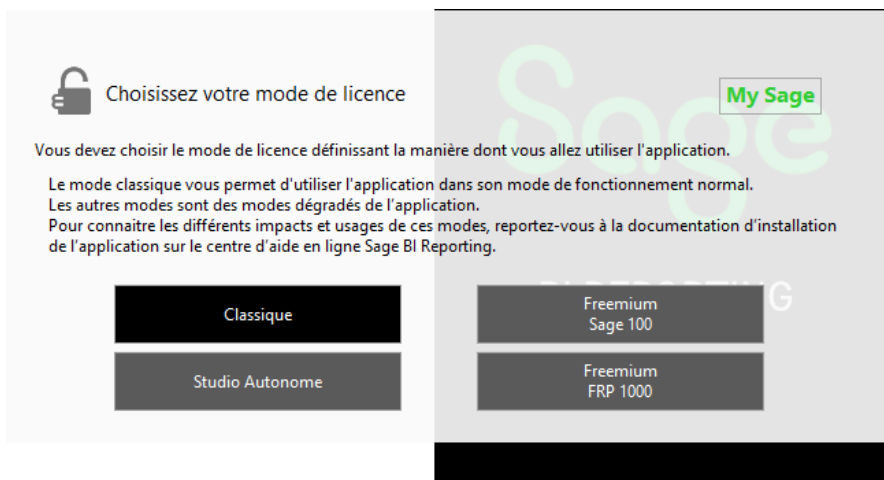 Sage
Choisissez votre mode de licence
My Sage
Vous devez choisir le mode de licence définissant la manière dont vous allez utiliser l'application.
Le mode classique vous permet d'utiliser l'application dans son mode de fonctionnement normal.
Les autres modes sont des modes dégradés de l’application.
Pour connaitre les différents impacts et usages de ces modes, reportez-vous à la documentation d’installation
de l’application sur le centre d’aide en ligne Sage BI Reporting.
BI REPORTING
Classique
Freemium
Sage 100
Studio Autonome
Freemium
FRP 1000